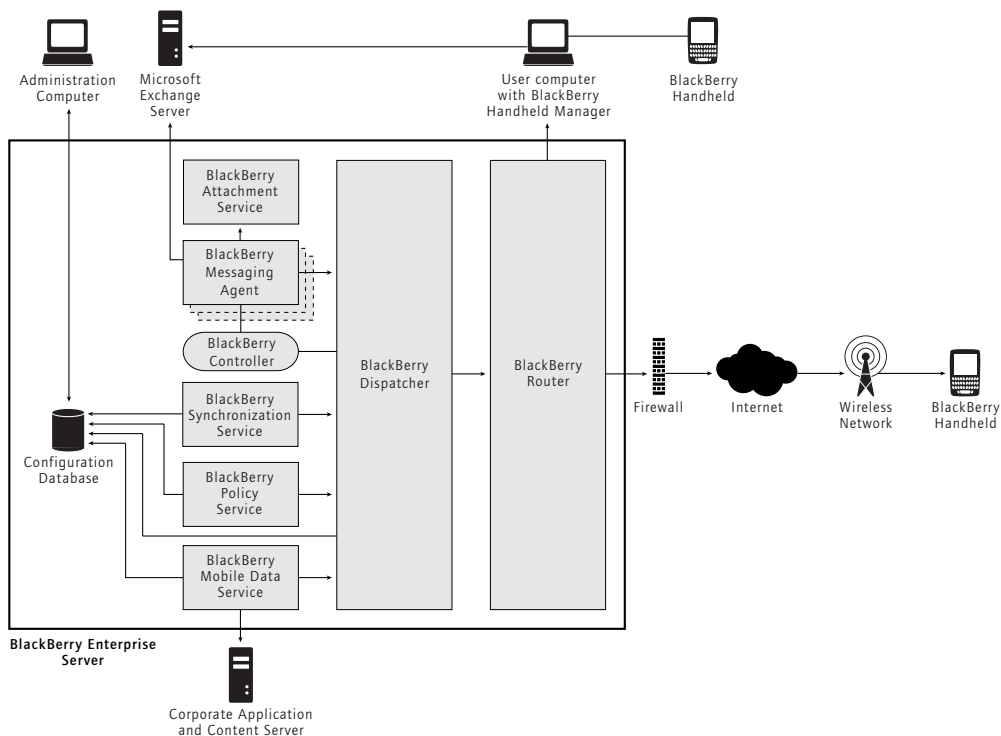 Administration
Computer
Microsoft
Exchange
Server
User computer
with BlackBerry
Handheld Manager
BlackBerry
Handheld
BlackBerry
Attachment
Service
BlackBerry
Messaging
Agent
BlackBerry
Controller
BlackBerry
Synchronization
Service
BlackBerry
Policy
Service
BlackBerry
Mobile Data
Service
BlackBerry
Dispatcher
BlackBerry
Router
Configuration
Database
Firewall
Internet
Wireless
Network
BlackBerry
Handheld
BlackBerry Enterprise
Server
Corporate Application
and Content Server